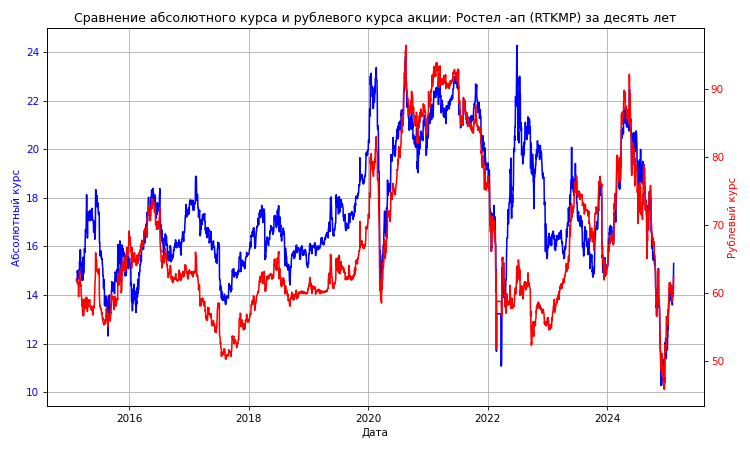 Сравнение абсолютного курса и рублевого курса акции: Ростел -ап (RTKMP) за десять лет
Абсолютный курс
24
22
20
18
16
14
12
10
90
80
70
60
50
Рублевый курс
2016 2018 2020 2022 2024
Дата